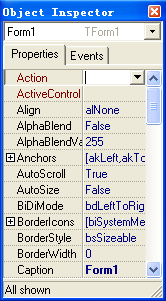 Object Inspector
Form1 TForm1
Properties Events
Action
ActiveControl
Align alNone
AlphaBlend False
AlphaBlendVa 255
Anchors [akLeft,akTo
AutoScroll True
AutoSize False
BiDiMode bdLeftToRig
BorderIcons [biSystemMe
BorderStyle bsSizeable
BorderWidth 0
Caption Form1
All shown